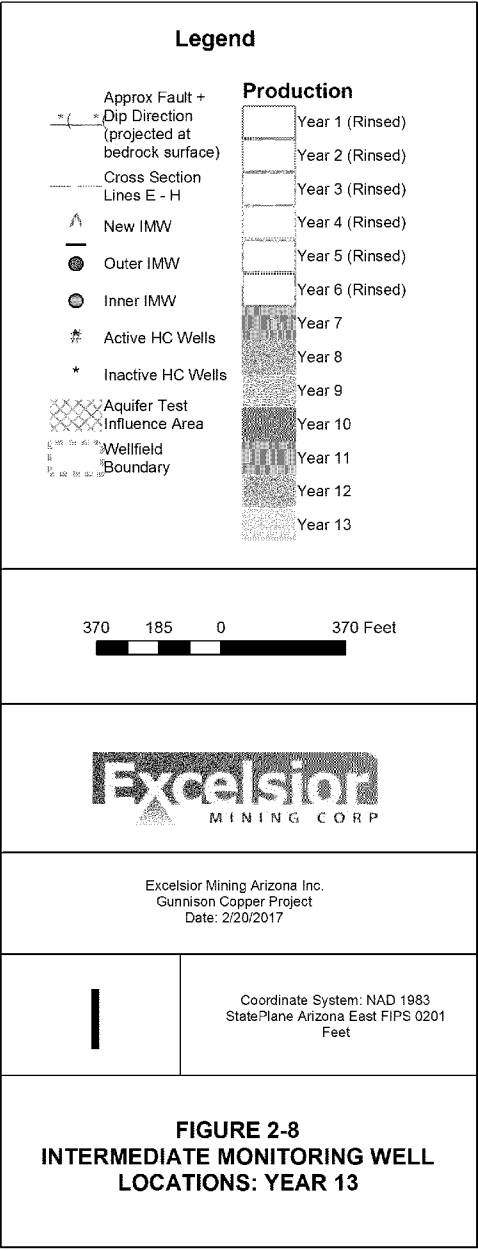 Legend
Approx Fault +
Dip Direction
(projected at
bedrock surface)
Cross Section
Lines E - H
New IMW
Outer IMW
Inner IMW
Active HC Wells
Inactive HC Wells
Aquifer Test
Influence Area
Wellfield
Boundary
Production
Year 1 (Rinsed)
Year 2 (Rinsed)
Year 3 (Rinsed)
Year 4 (Rinsed)
Year 5 (Rinsed)
Year 6 (Rinsed)
Year 7
Year 8
Year 9
Year 10
Year 11
Year 12
Year 13
370 185 0 370 Feet
Excelsior
MINING CORP
Excelsior Mining Arizona Inc.
Gunnison Copper Project
Date: 2/20/2017
Coordinate System: NAD 1983
StatePlane Arizona East FIPS 0201
Feet
FIGURE 2-8
INTERMEDIATE MONITORING WELL
LOCATIONS: YEAR 13